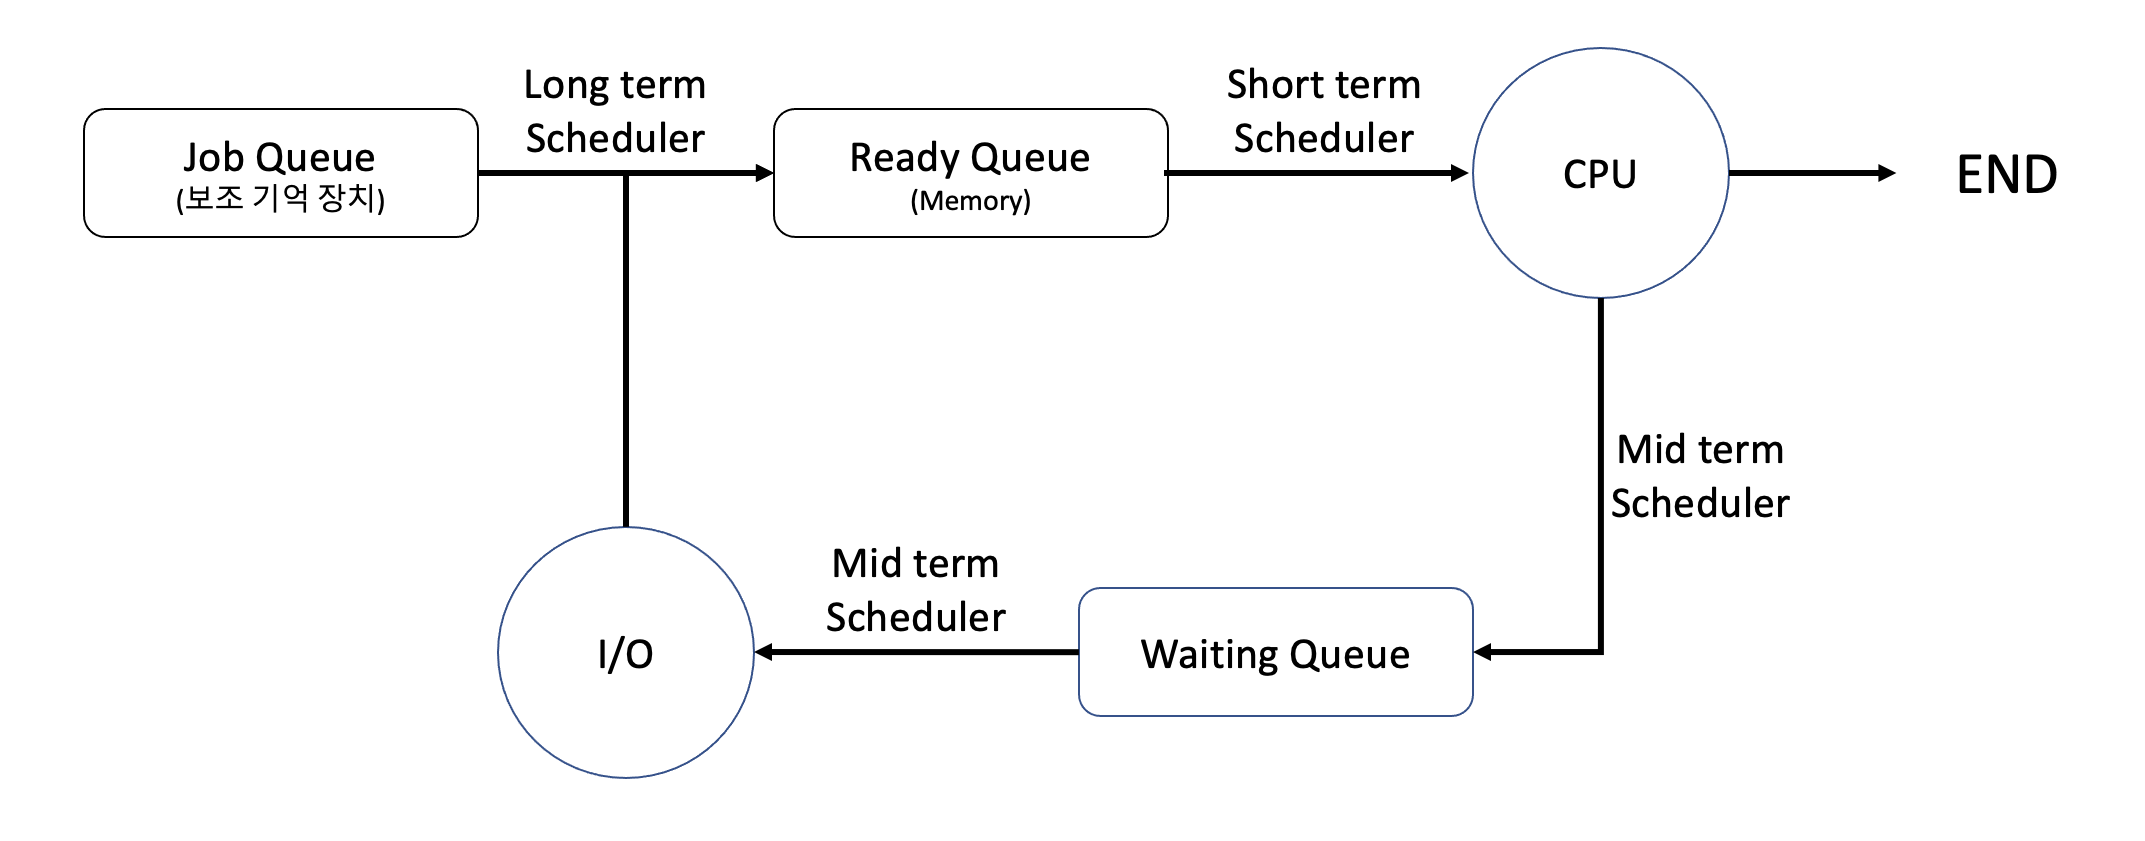 Long term
Scheduler
Short term
Scheduler
Job Queue
(보조 기억 장치)
Ready Queue
(Memory)
CPU
END
Mid term
Scheduler
Mid term
Scheduler
I/O
Waiting Queue